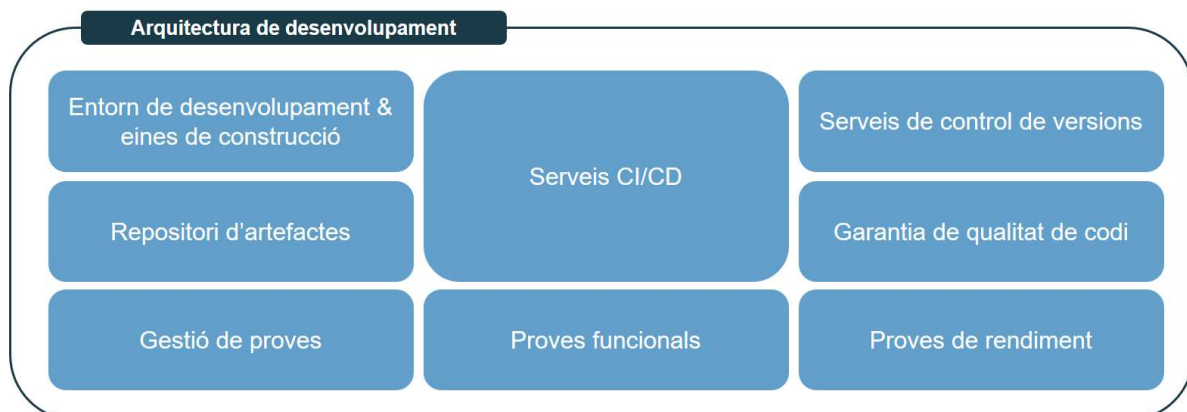 Arquitectura de desenvolupament
Entorn de desenvolupament &
eines de construcció
Serveis CI/CD
Serveis de control de versions
Repositori d’artefactes
Garantia de qualitat de codi
Gestió de proves
Proves funcionals
Proves de rendiment